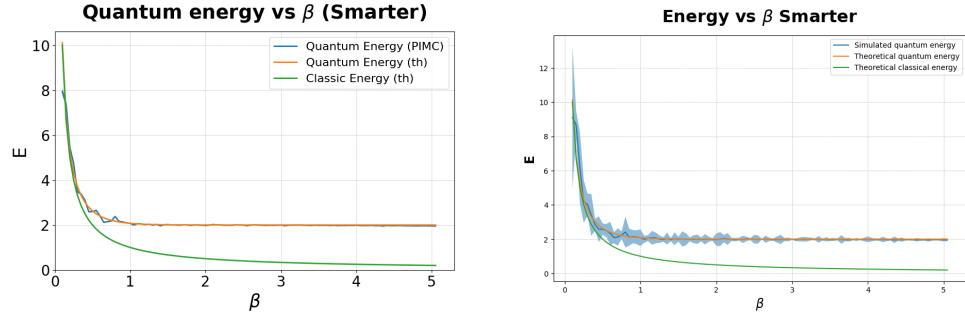 Quantum energy vs β (Smarter)
10
8
6
4
2
0
E
0
1
2
3
4
5
β
Quantum Energy (PIMC)
Quantum Energy (th)
Classic Energy (th)
Energy vs β Smarter
12
10
8
6
4
2
0
E
0
1
2
3
4
5
β
Simulated quantum energy
Theoretical quantum energy
Theoretical classical energy